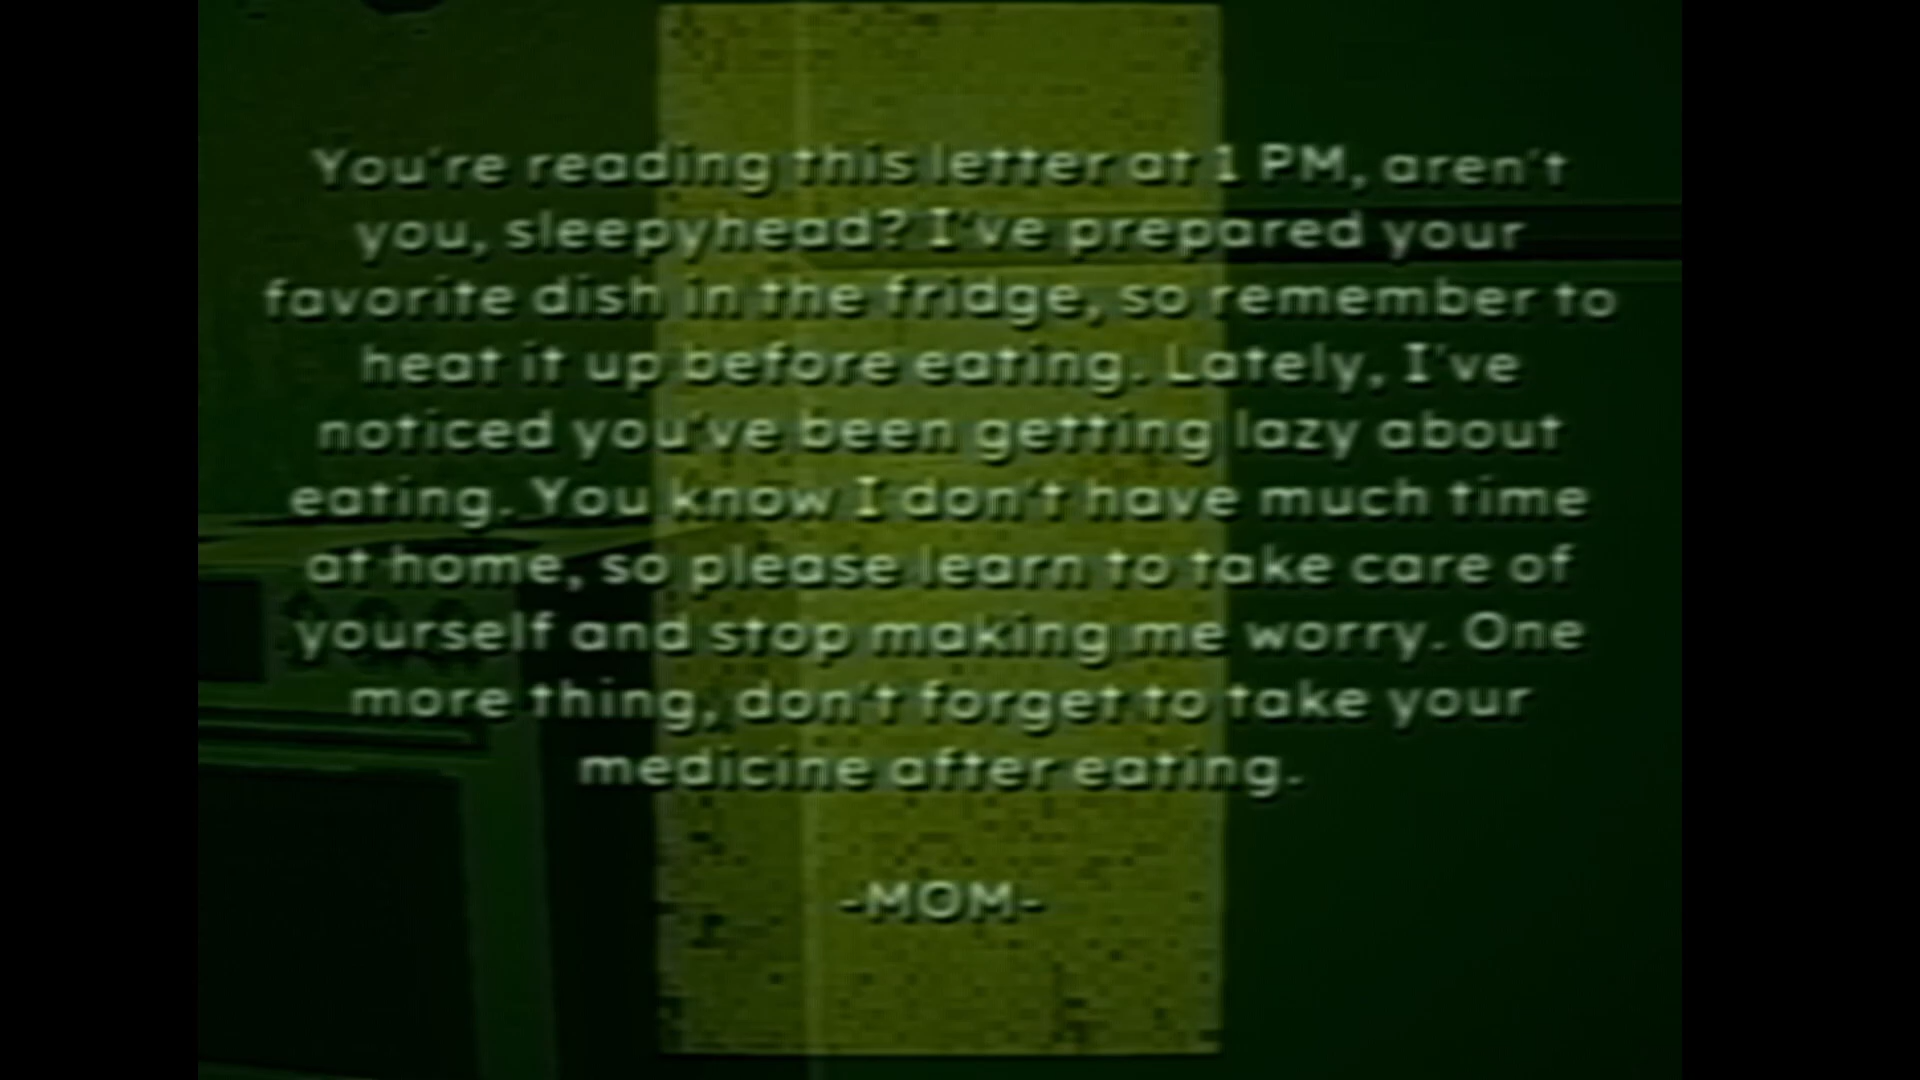 You're reading this letter at 1 PM, aren't
you, sleepyhead? I've prepared your
favorite dish in the fridge, so remember to
heat it up before eating. Lately, I've
noticed you've been getting lazy about
eating. You know I don't have much time
at home, so please learn to take care of
yourself and stop making me worry. One
more thing, don't forget to take your
medicine after eating.
-MOM-